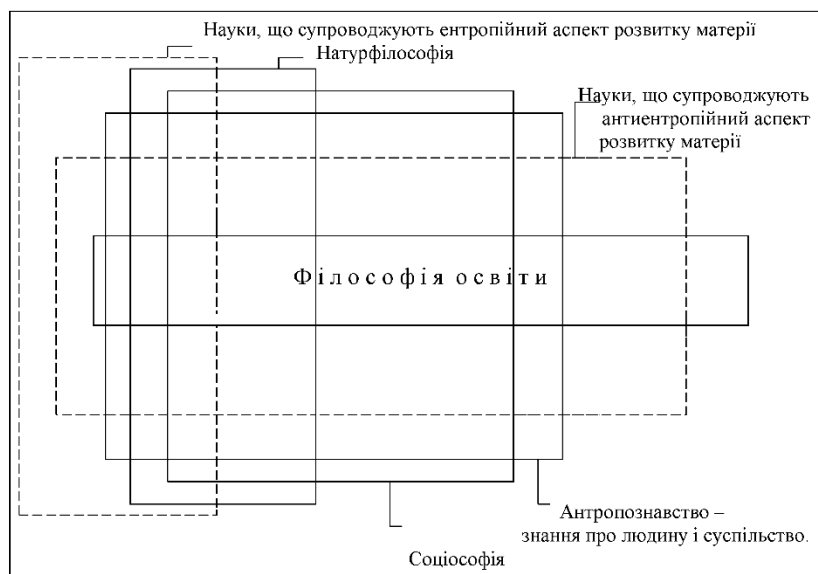 Науки, що супроводжують ентропійний аспект розвитку матерії
Натурфілософія
Науки, що супроводжують
антиентропійний аспект
розвитку матерії
Філософія освіти
Антропознавство –
знання про людину і суспільство.
Соціософія